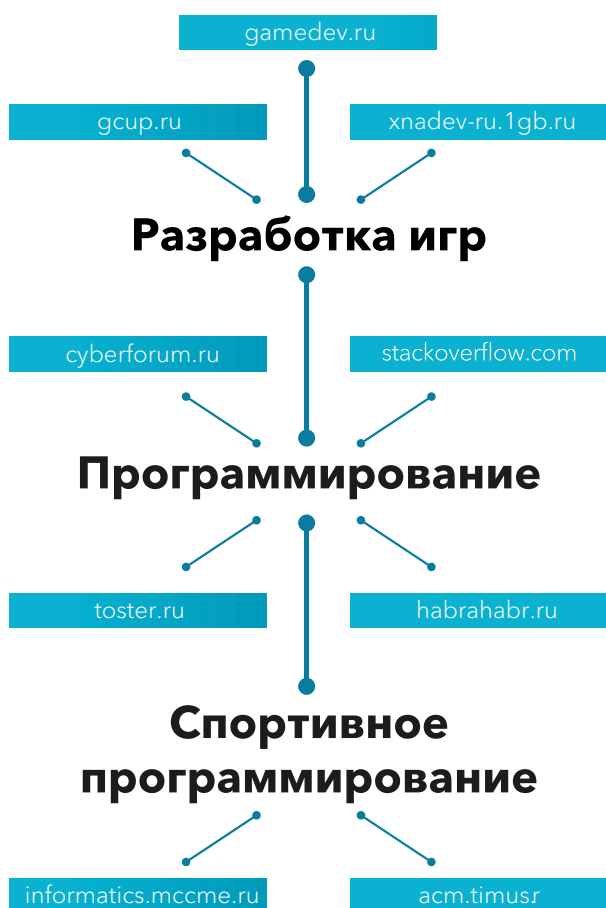 gamedev.ru
gcup.ru
xnadev-ru.1gb.ru
Разработка игр
cyberforum.ru
stackoverflow.com
Программирование
toster.ru
habrahabr.ru
Спортивное
программирование
informatics.mccme.ru
acm.timus.r